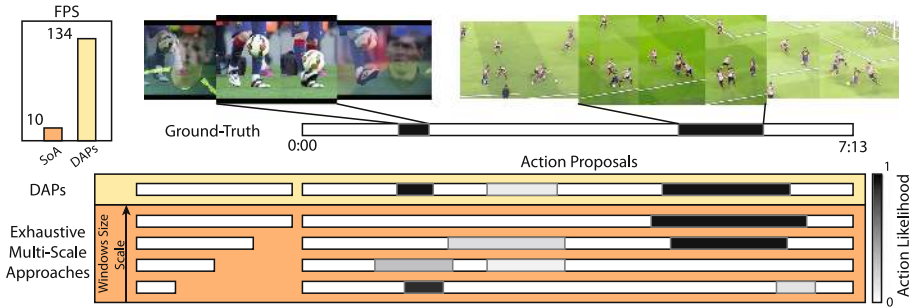 FPS
134
10
SoA
DAPs
Ground-Truth
0:00
7:13
Action Proposals
DAPs
Exhaustive
Multi-Scale
Approaches
Windows Size
Scale
1
0
Action Likelihood